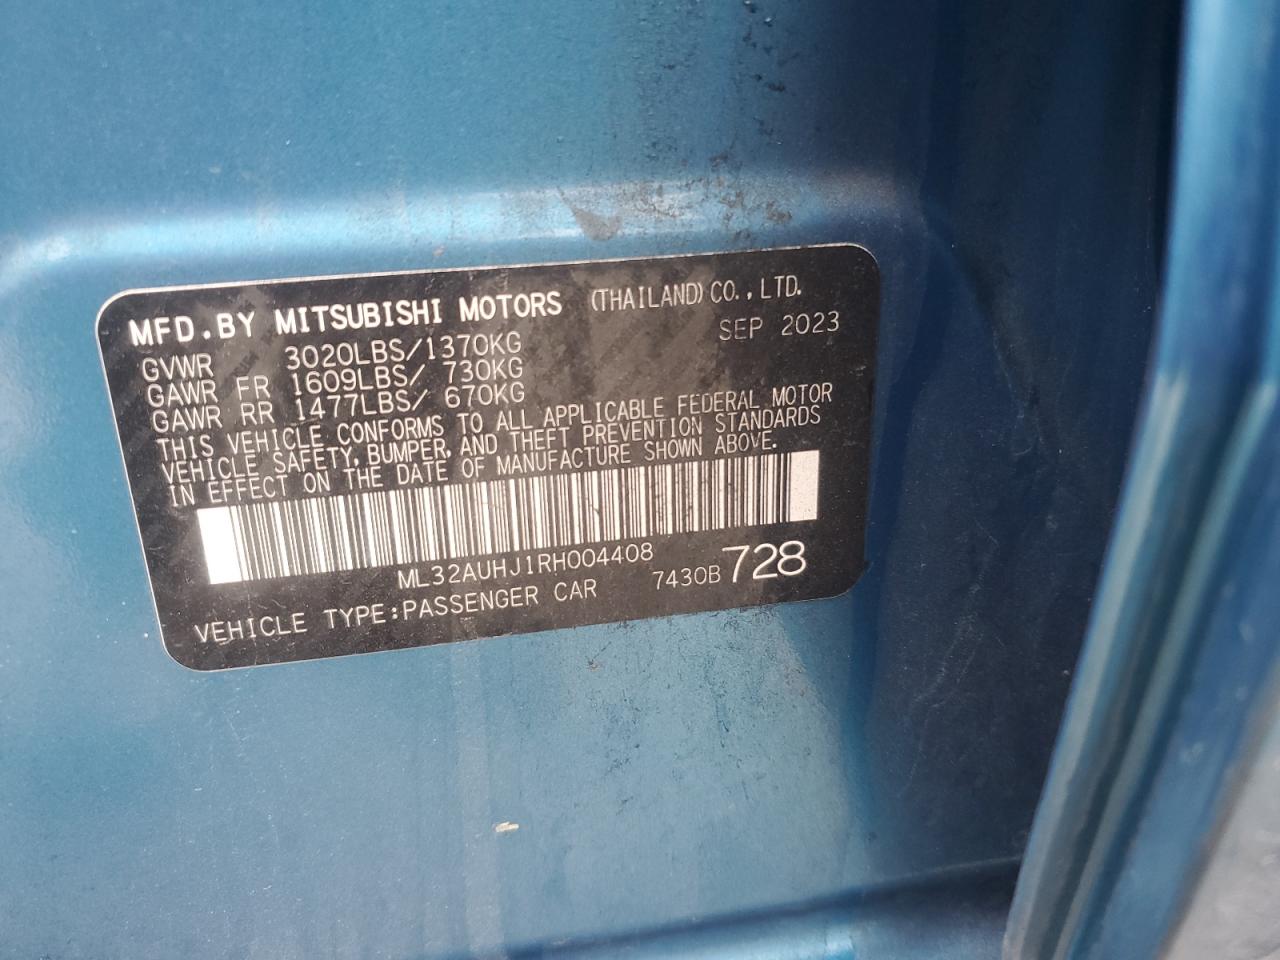 MFD.BY MITSUBISHI MOTORS (THAILAND) CO., LTD.
SEP 2023
GVWR 3020LBS/1370KG
GAWR FR 1609LBS/ 730KG
GAWR RR 1477LBS/ 670KG
THIS VEHICLE CONFORMS TO ALL APPLICABLE FEDERAL MOTOR
VEHICLE SAFETY, BUMPER, AND THEFT PREVENTION STANDARDS
IN EFFECT ON THE DATE OF MANUFACTURE SHOWN ABOVE.
ML32AUHJ1RH004408
VEHICLE TYPE:PASSENGER CAR 7430B 728